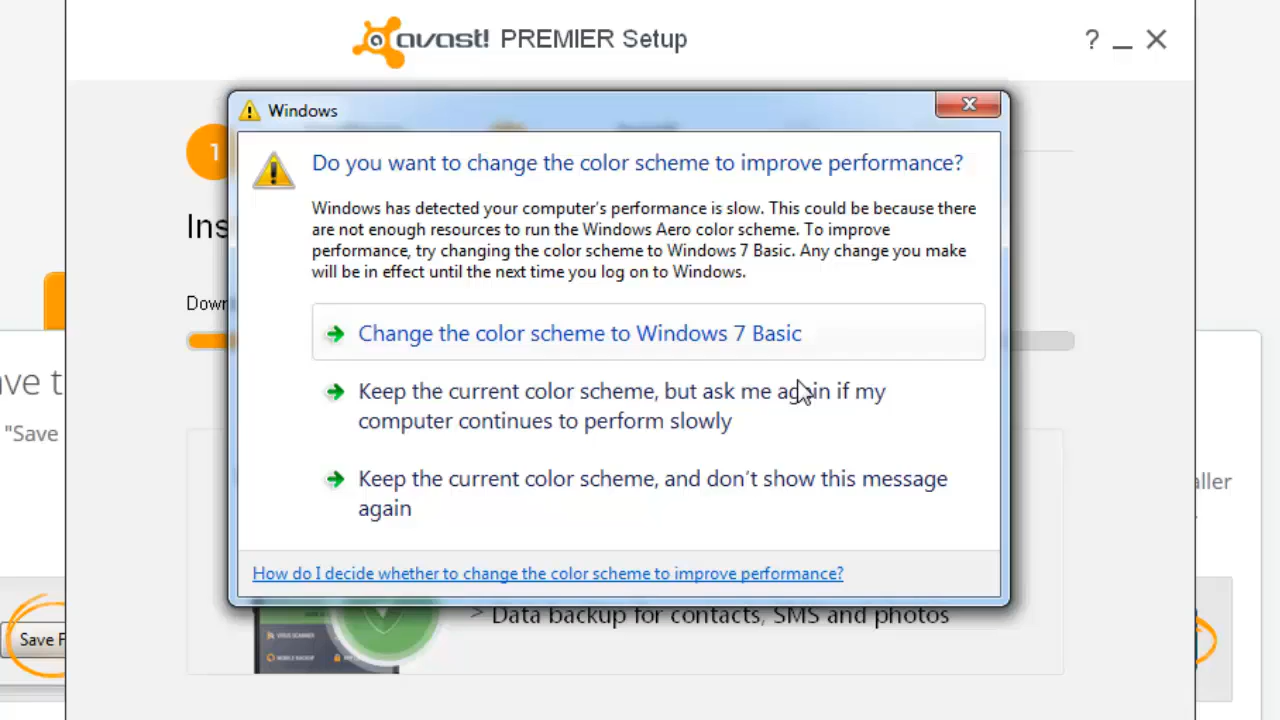 avast! PREMIER Setup
?
Windows
1
Do you want to change the color scheme to improve performance?
Windows has detected your computer's performance is slow. This could be because there
are not enough resources to run the Windows Aero color scheme. To improve
performance, try changing the color scheme to Windows 7 Basic. Any change you make
will be in effect until the next time you log on to Windows.
Ins
Down
Change the color scheme to Windows 7 Basic
Keep the current color scheme, but ask me again if my
computer continues to perform slowly
Keep the current color scheme, and don't show this message
again
How do I decide whether to change the color scheme to improve performance?
ave t
"Save
aller
> Data backup for contacts, SMS and photos
VIRUS SCANNER
MOBILE BACKUP
Save F